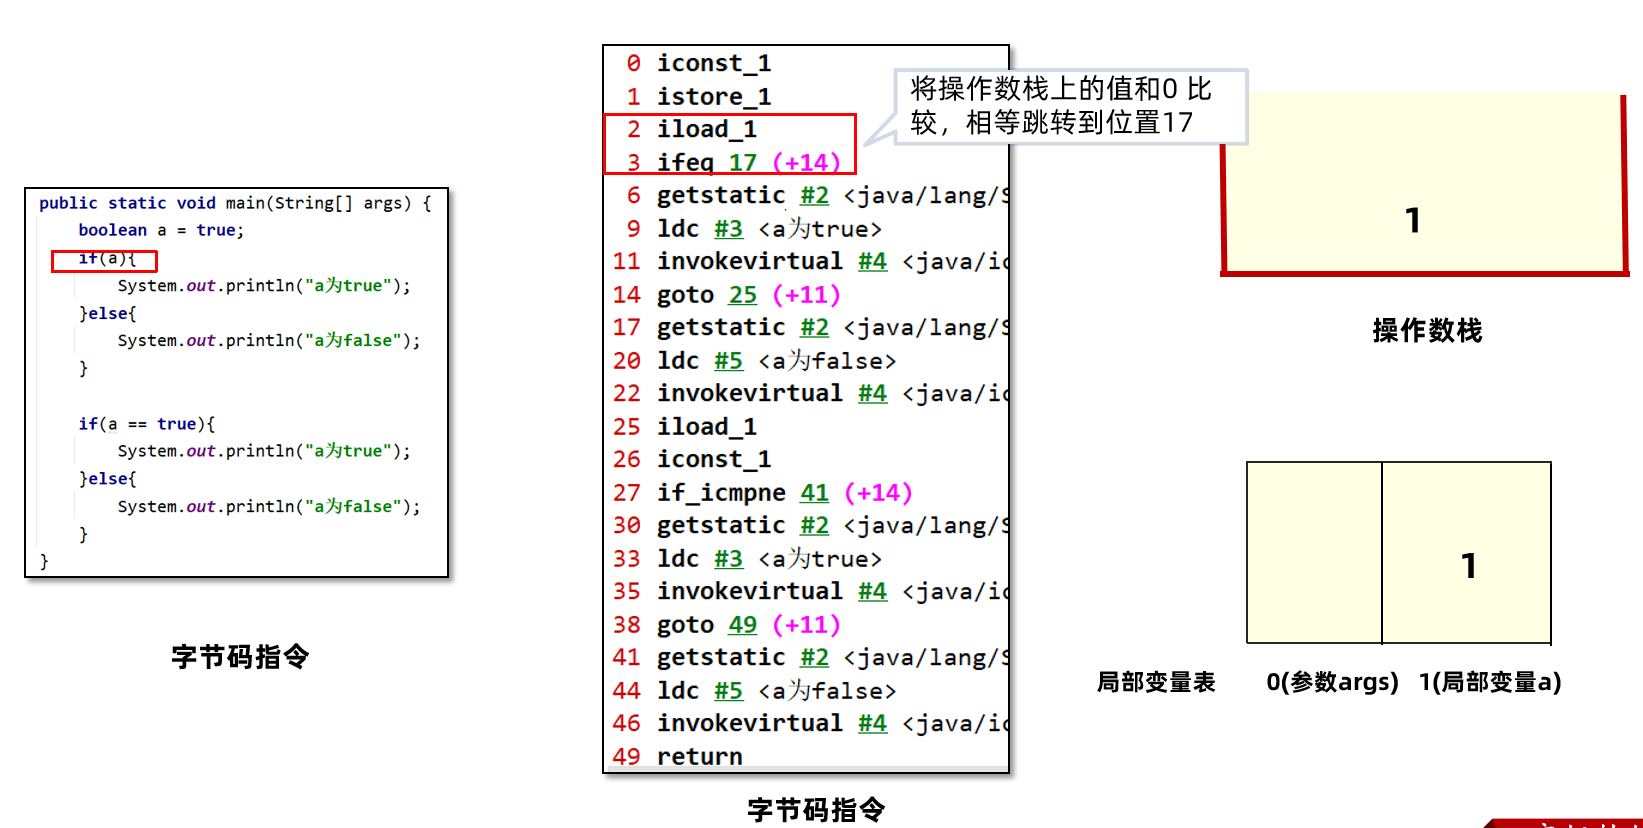 public static void main(String[] args) {
boolean a = true;
if(a){
System.out.println("a为true");
}else{
System.out.println("a为false");
}
if(a == true){
System.out.println("a为true");
}else{
System.out.println("a为false");
}
}
字节码指令
0 iconst_1
1 istore_1
2 iload_1
3 ifeq 17 (+14)
6 getstatic #2 <java/lang/S
9 ldc #3 <a为true>
11 invokevirtual #4 <java/io
14 goto 25 (+11)
17 getstatic #2 <java/lang/S
20 ldc #5 <a为false>
22 invokevirtual #4 <java/io
25 iload_1
26 iconst_1
27 if_icmpne 41 (+14)
30 getstatic #2 <java/lang/S
33 ldc #3 <a为true>
35 invokevirtual #4 <java/io
38 goto 49 (+11)
41 getstatic #2 <java/lang/S
44 ldc #5 <a为false>
46 invokevirtual #4 <java/io
49 return
字节码指令
将操作数栈上的值和0 比
较，相等跳转到位置17
1
操作数栈
1
局部变量表 0(参数args) 1(局部变量a)